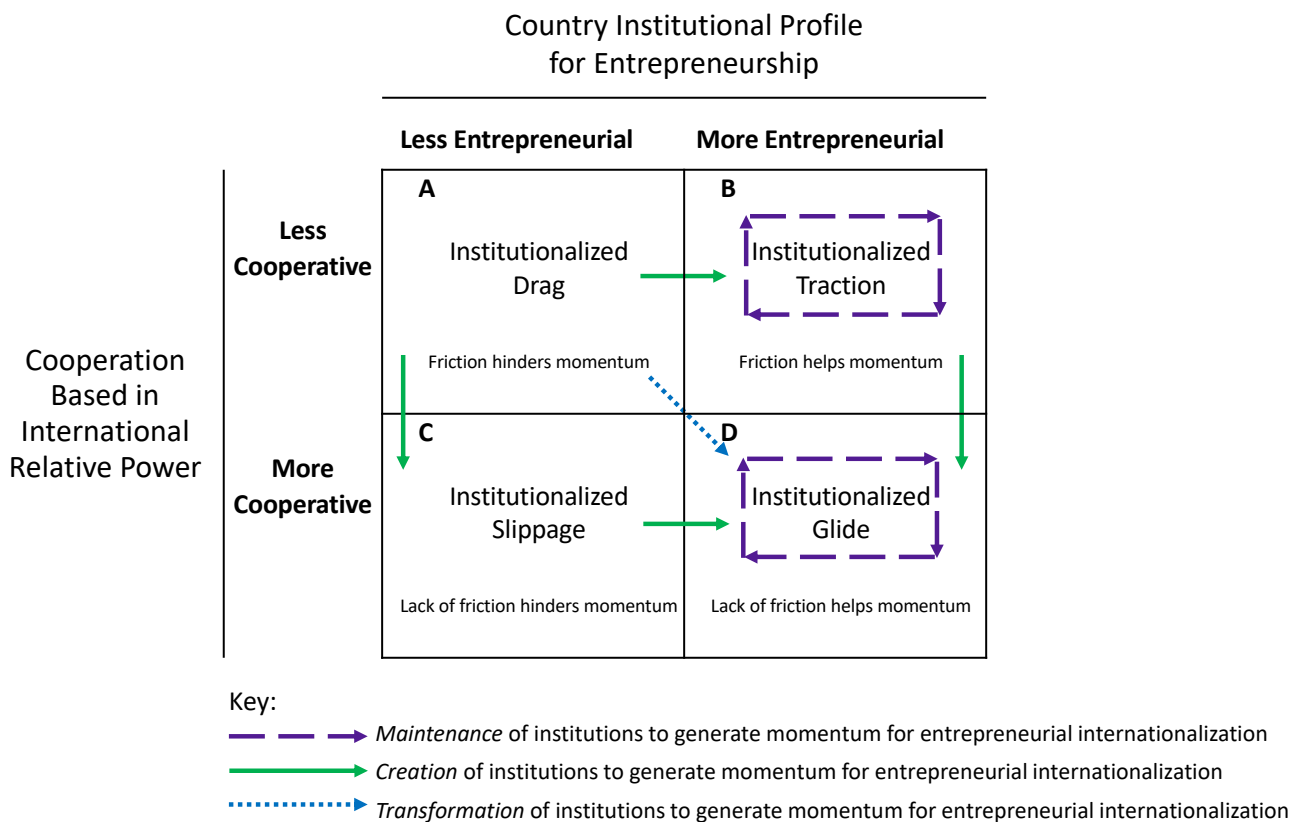 Country Institutional Profile
for Entrepreneurship
Less Entrepreneurial
More Entrepreneurial
Cooperation
Based in
International
Relative Power
Less
Cooperative
A
Institutionalized
Drag
Friction hinders momentum
B
Institutionalized
Traction
Friction helps momentum
More
Cooperative
C
Institutionalized
Slippage
Lack of friction hinders momentum
D
Institutionalized
Glide
Lack of friction helps momentum
Key:
Maintenance of institutions to generate momentum for entrepreneurial internationalization
Creation of institutions to generate momentum for entrepreneurial internationalization
Transformation of institutions to generate momentum for entrepreneurial internationalization